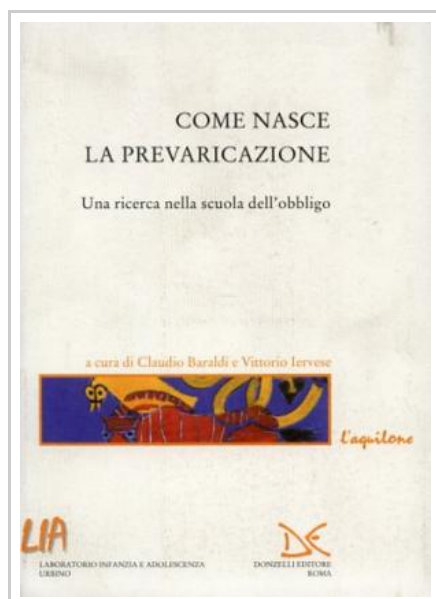 COME NASCE
LA PREVARICAZIONE
Una ricerca nella scuola dell'obbligo
a cura di Claudio Baraldi e Vittorio Iervese
l'aquilone
LIA
LABORATORIO INFANZIA E ADOLESCENZA
URBINO
DE
DONZELLI EDITORE
ROMA